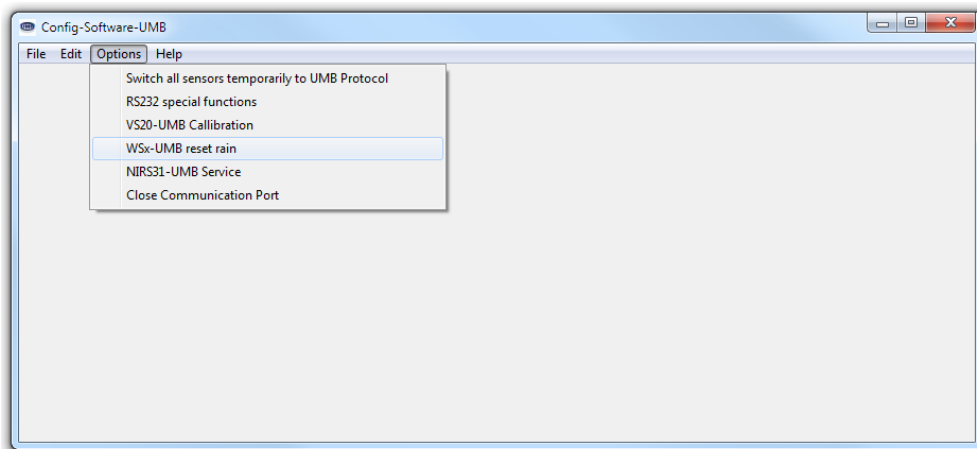 Config-Software-UMB
File Edit Options Help
Switch all sensors temporarily to UMB Protocol
RS232 special functions
VS20-UMB Callibration
WSx-UMB reset rain
NIRS31-UMB Service
Close Communication Port